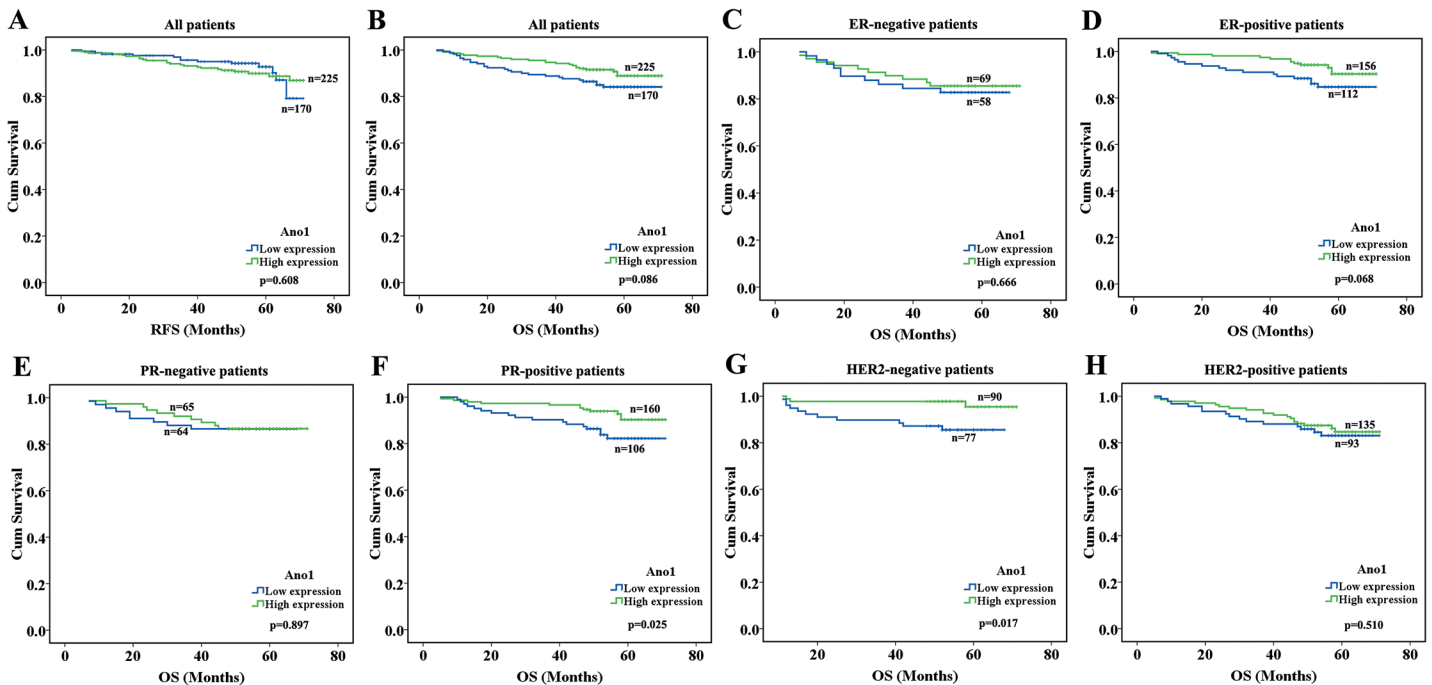 A
All patients
1.0
0.8
0.6
0.4
0.2
0.0
Cum Survival
n=225
n=170
Ano1
Low expression
High expression
p=0.608
0 20 40 60 80
RFS (Months)
B
All patients
1.0
0.8
0.6
0.4
0.2
0.0
Cum Survival
n=225
n=170
Ano1
Low expression
High expression
p=0.086
0 20 40 60 80
OS (Months)
C
ER-negative patients
1.0
0.8
0.6
0.4
0.2
0.0
Cum Survival
n=69
n=58
Ano1
Low expression
High expression
p=0.666
0 20 40 60 80
OS (Months)
D
ER-positive patients
1.0
0.8
0.6
0.4
0.2
0.0
Cum Survival
n=156
n=112
Ano1
Low expression
High expression
p=0.068
0 20 40 60 80
OS (Months)
E
PR-negative patients
1.0
0.8
0.6
0.4
0.2
0.0
Cum Survival
n=65
n=64
Ano1
Low expression
High expression
p=0.897
0 20 40 60 80
OS (Months)
F
PR-positive patients
1.0
0.8
0.6
0.4
0.2
0.0
Cum Survival
n=160
n=106
Ano1
Low expression
High expression
p=0.025
0 20 40 60 80
OS (Months)
G
HER2-negative patients
1.0
0.8
0.6
0.4
0.2
0.0
Cum Survival
n=90
n=77
Ano1
Low expression
High expression
p=0.017
20 40 60 80
OS (Months)
H
HER2-positive patients
1.0
0.8
0.6
0.4
0.2
0.0
Cum Survival
n=135
n=93
Ano1
Low expression
High expression
p=0.510
0 20 40 60 80
OS (Months)